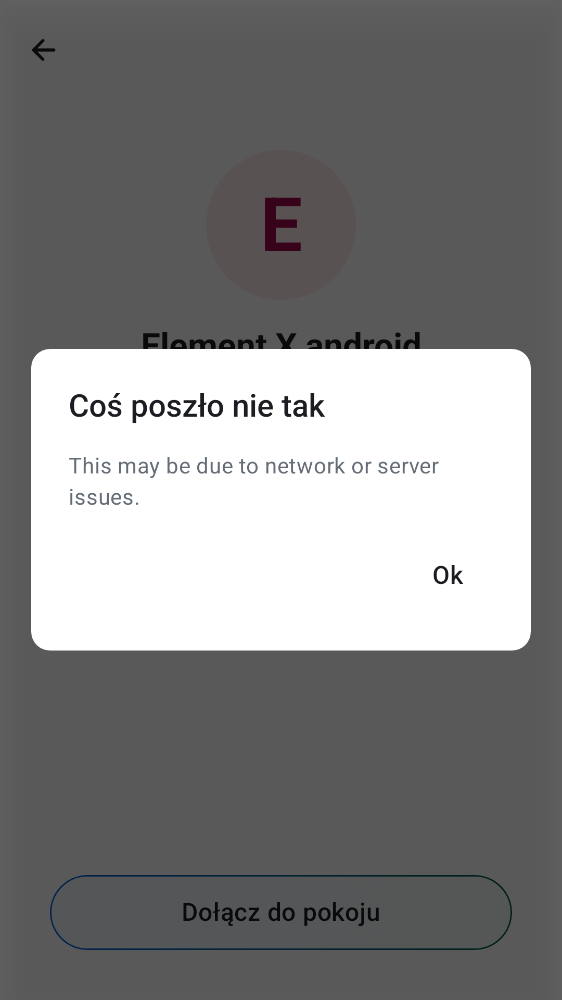 E
Element X android
Coś poszło nie tak
This may be due to network or server
issues.
Ok
Dołącz do pokoju